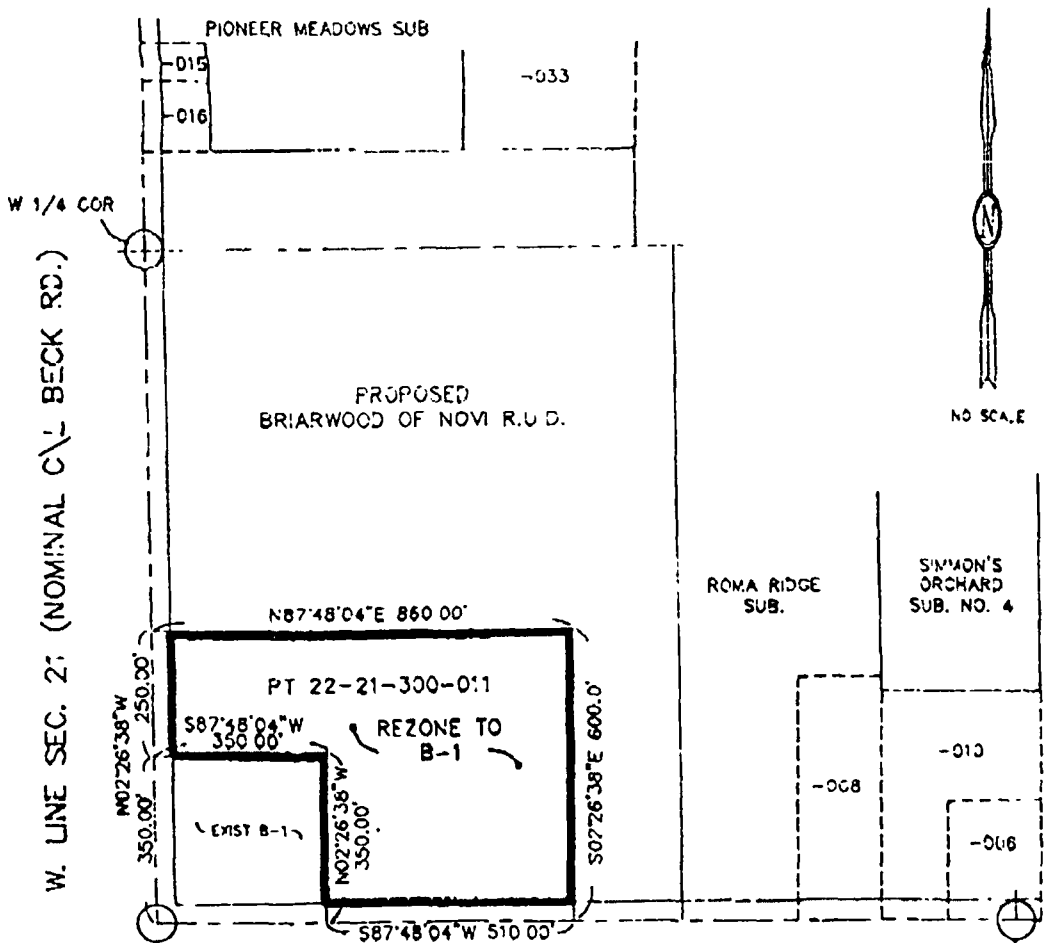 PIONEER MEADOWS SUB
-015
-016
-033
W 1/4 COR
N
NO SCALE
W. LINE SEC. 21 (NOMINAL C\L BECK RD.)
PROPOSED
BRIARWOOD OF NOVI R.U.D.
ROMA RIDGE
SUB.
SIMMON'S
ORCHARD
SUB. NO. 4
N87°48'04"E 860.00'
PT 22-21-300-011
REZONE TO
B-1
S87°48'04"W
350.00'
N02°26'38"W
250.00'
350.00'
EXIST B-1
N02°26'38"W
350.00'
S02°26'38"E 600.0'
S87°48'04"W 510.00'
-008
-010
-006